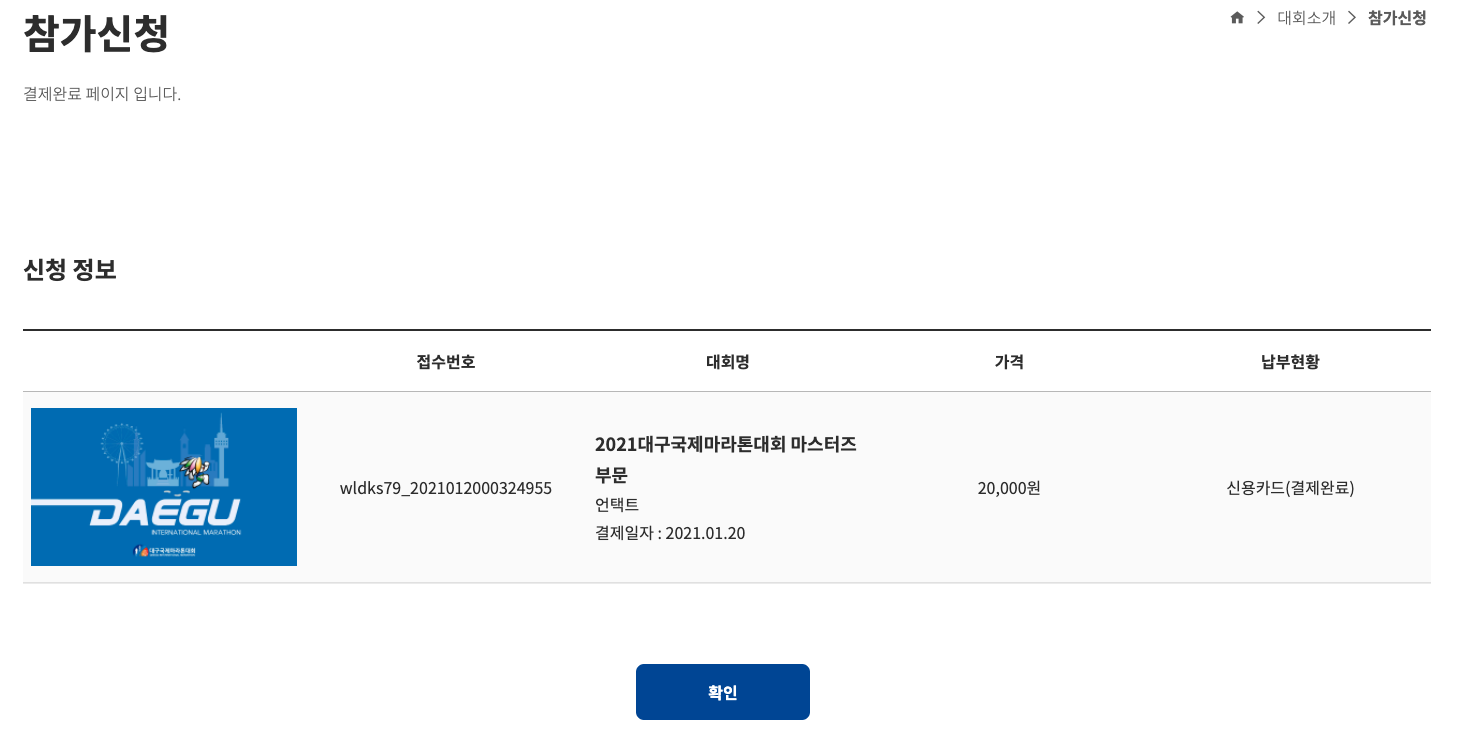 참가신청
대회소개 참가신청
결제완료 페이지 입니다.
신청 정보
접수번호 대회명 가격 납부현황
DAEGU
INTERNATIONAL MARATHON
대구국제마라톤대회
wldks79_2021012000324955
2021대구국제마라톤대회 마스터즈
부문
언택트
결제일자 : 2021.01.20
20,000원
신용카드(결제완료)
확인